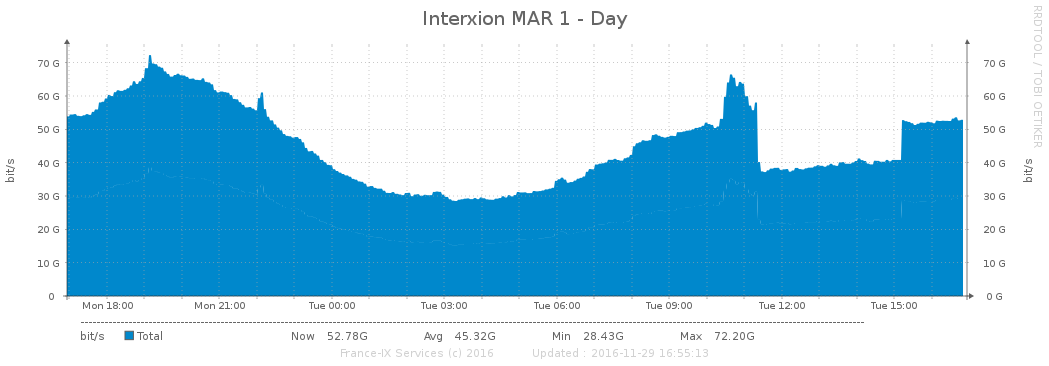 Interxion MAR 1 - Day
RRDTOOL / TOBI OETIKER
bit/s
70 G
60 G
50 G
40 G
30 G
20 G
10 G
0
70 G
60 G
50 G
40 G
30 G
20 G
10 G
0 G
bit/s
Mon 18:00 Mon 21:00 Tue 00:00 Tue 03:00 Tue 06:00 Tue 09:00 Tue 12:00 Tue 15:00
bit/s Total Now 52.78G Avg 45.32G Min 28.43G Max 72.20G
France-IX Services (c) 2016 Updated : 2016-11-29 16:55:13